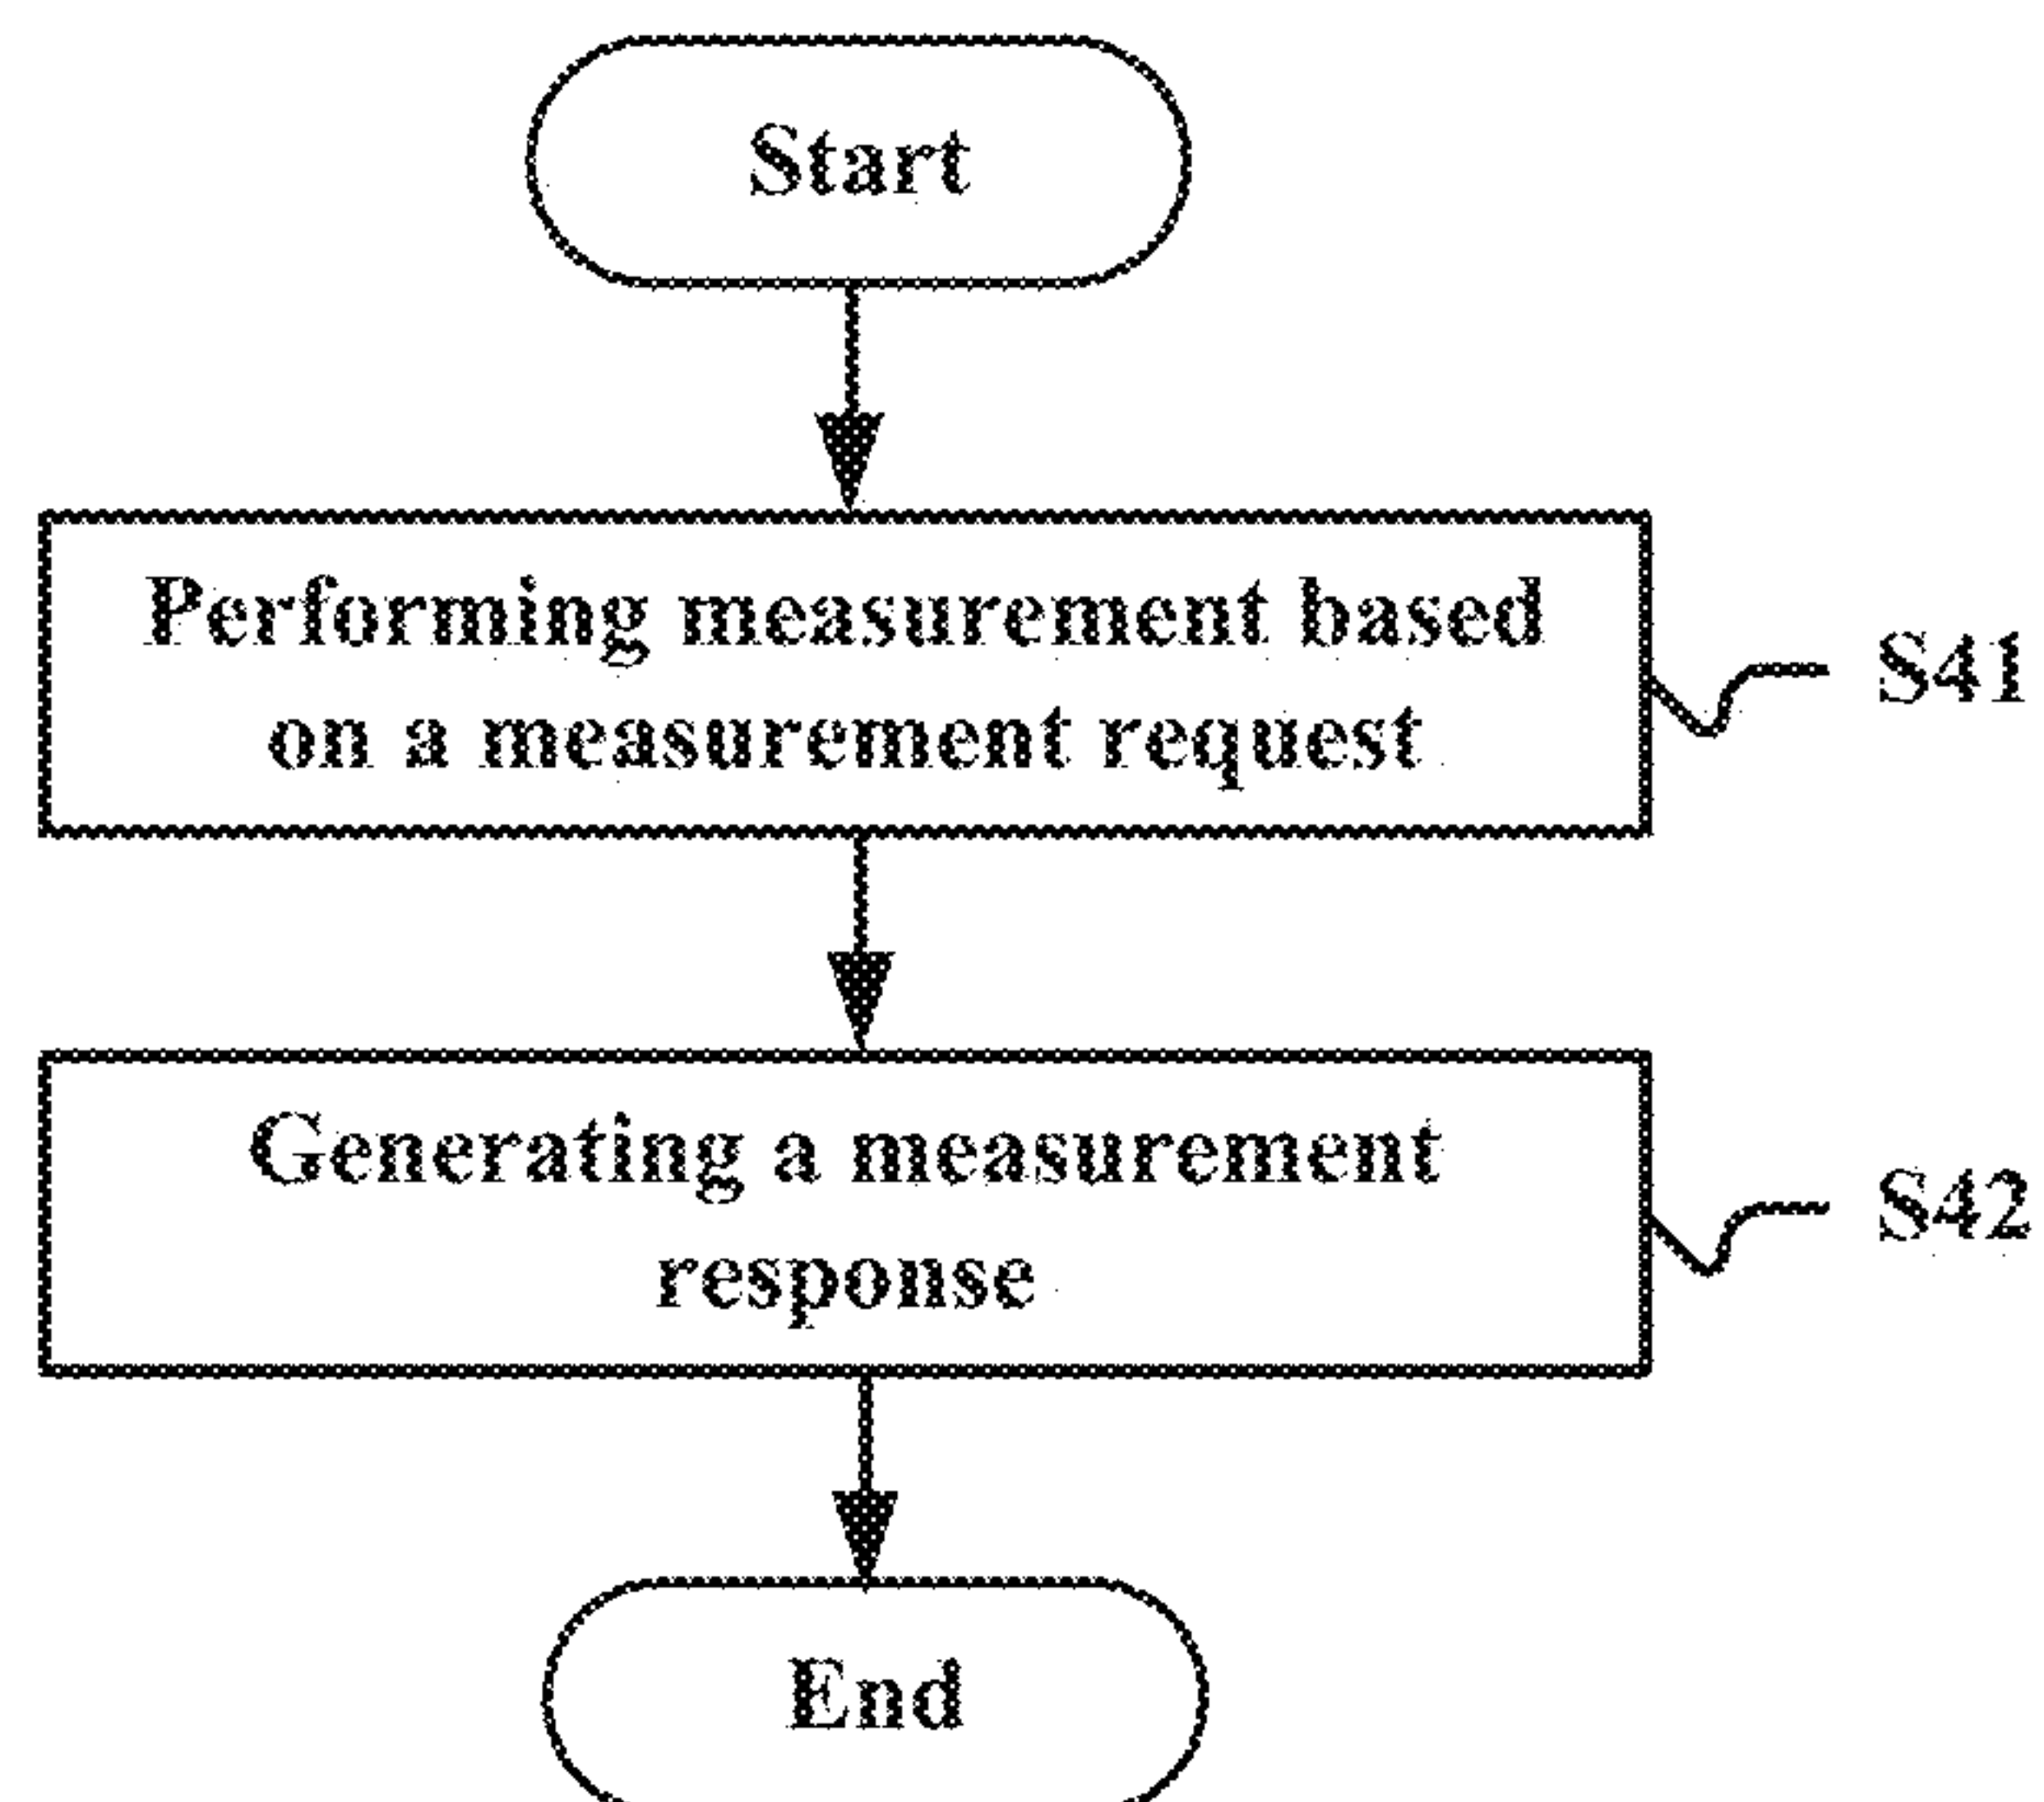 Start
Performing measurement based
on a measurement request
S41
Generating a measurement
response
S42
End